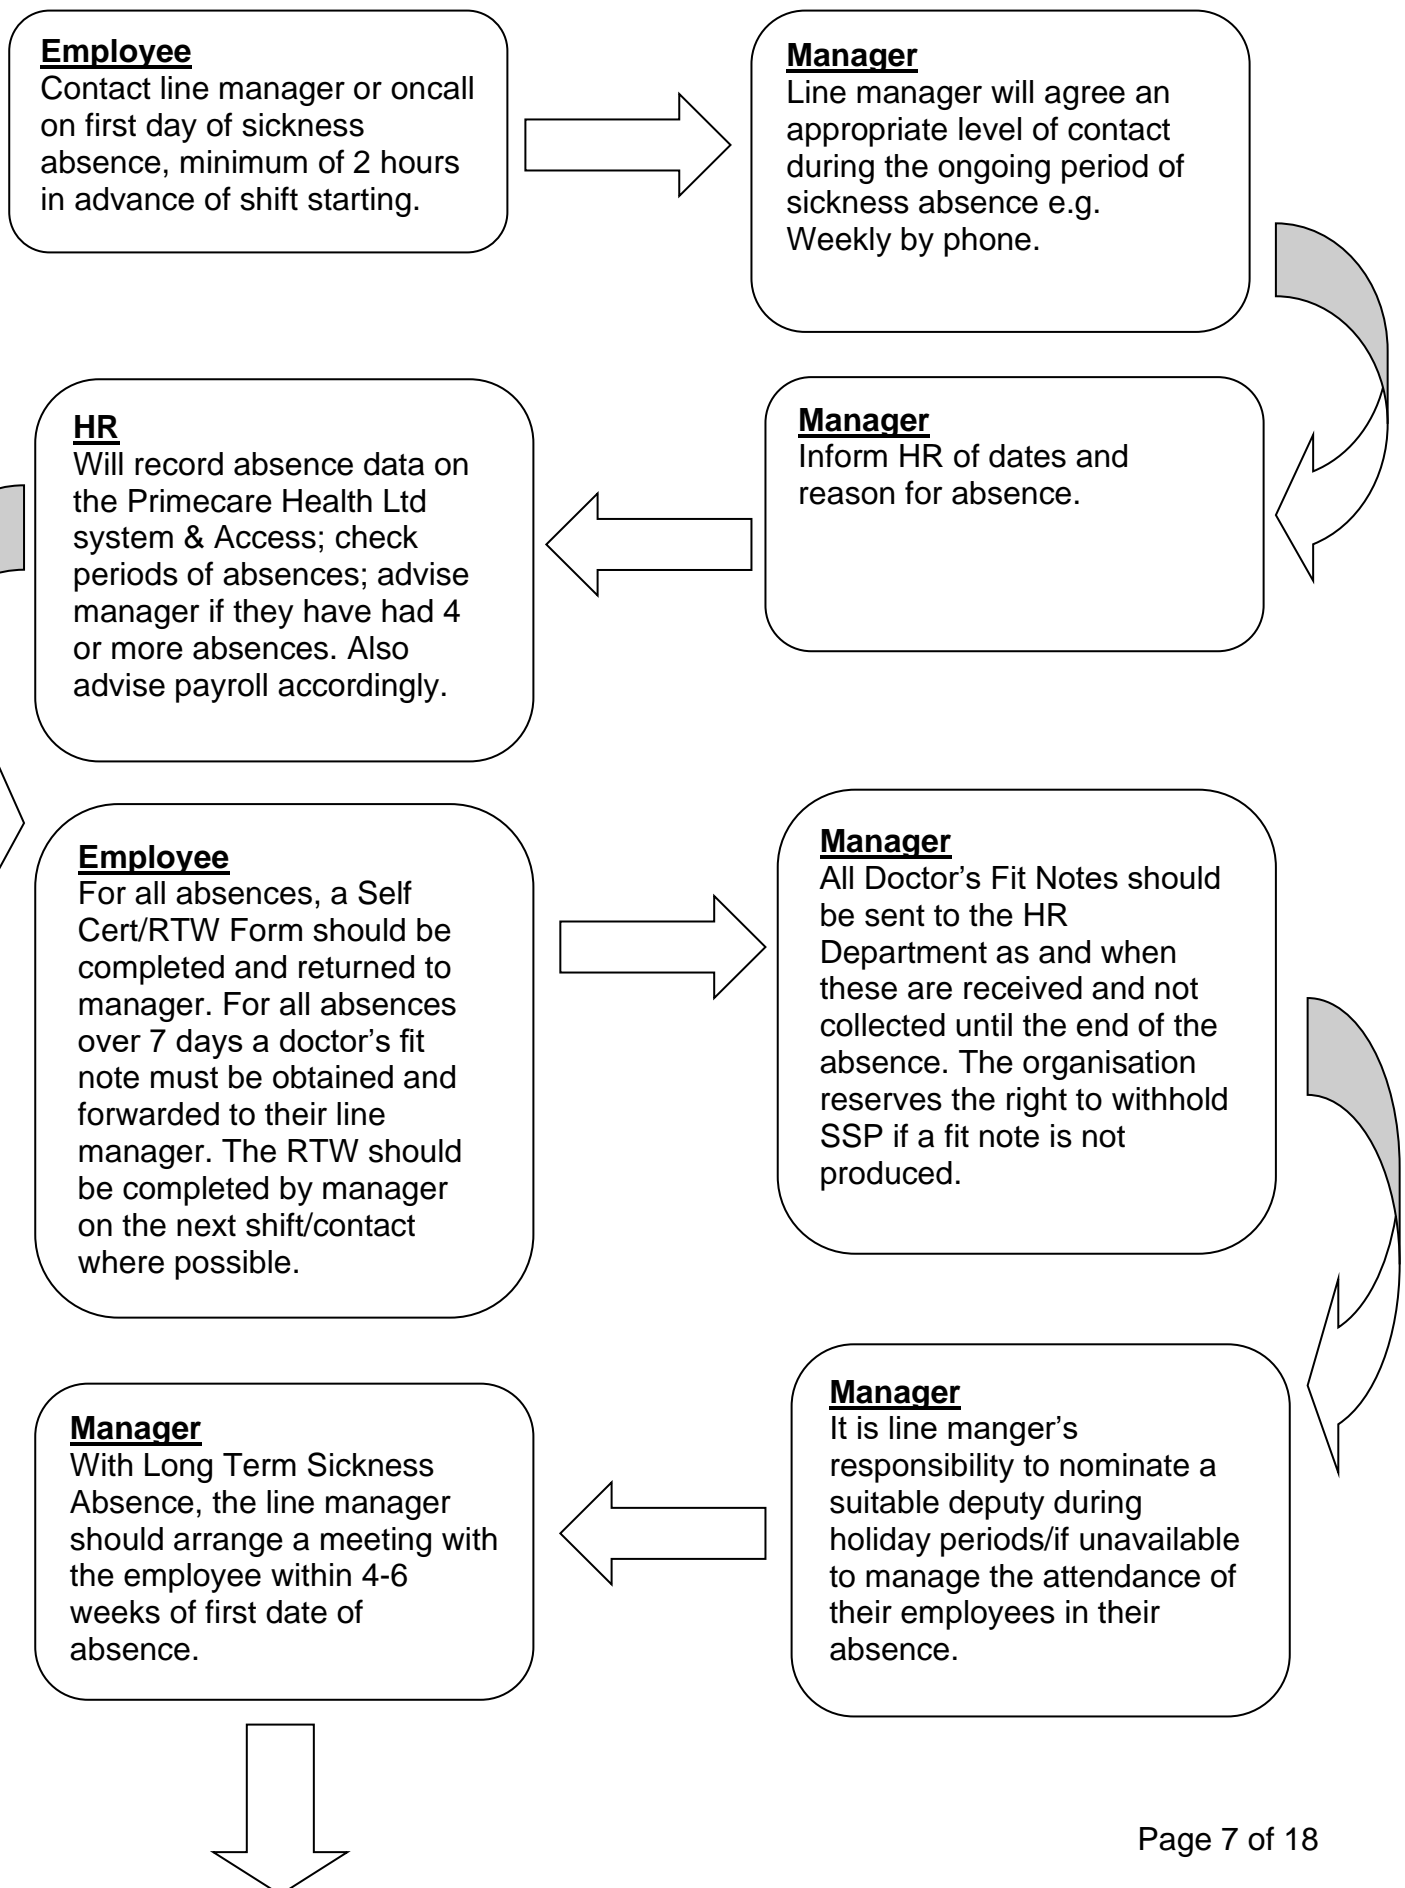 Employee
Contact line manager or oncall
on first day of sickness
absence, minimum of 2 hours
in advance of shift starting.
Manager
Line manager will agree an
appropriate level of contact
during the ongoing period of
sickness absence e.g.
Weekly by phone.
Manager
Inform HR of dates and
reason for absence.
HR
Will record absence data on
the Primecare Health Ltd
system & Access; check
periods of absences; advise
manager if they have had 4
or more absences. Also
advise payroll accordingly.
Employee
For all absences, a Self
Cert/RTW Form should be
completed and returned to
manager. For all absences
over 7 days a doctor’s fit
note must be obtained and
forwarded to their line
manager. The RTW should
be completed by manager
on the next shift/contact
where possible.
Manager
All Doctor’s Fit Notes should
be sent to the HR
Department as and when
these are received and not
collected until the end of the
absence. The organisation
reserves the right to withhold
SSP if a fit note is not
produced.
Manager
It is line manger’s
responsibility to nominate a
suitable deputy during
holiday periods/if unavailable
to manage the attendance of
their employees in their
absence.
Manager
With Long Term Sickness
Absence, the line manager
should arrange a meeting with
the employee within 4-6
weeks of first date of
absence.
Page 7 of 18